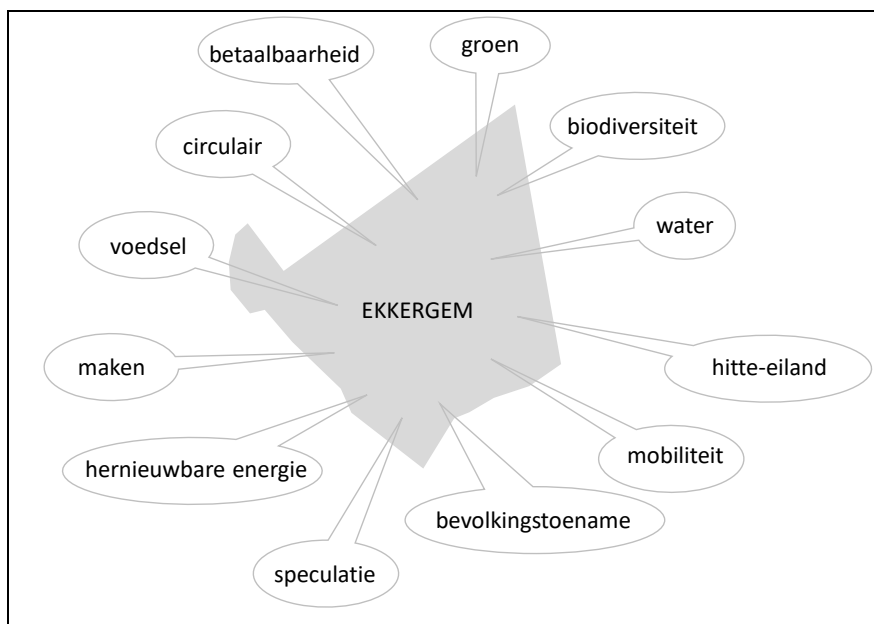 groen
betaalbaarheid
biodiversiteit
circulair
water
voedsel
EKKERGEM
maken
hitte-eiland
mobiliteit
hernieuwbare energie
bevolkingstoename
speculatie